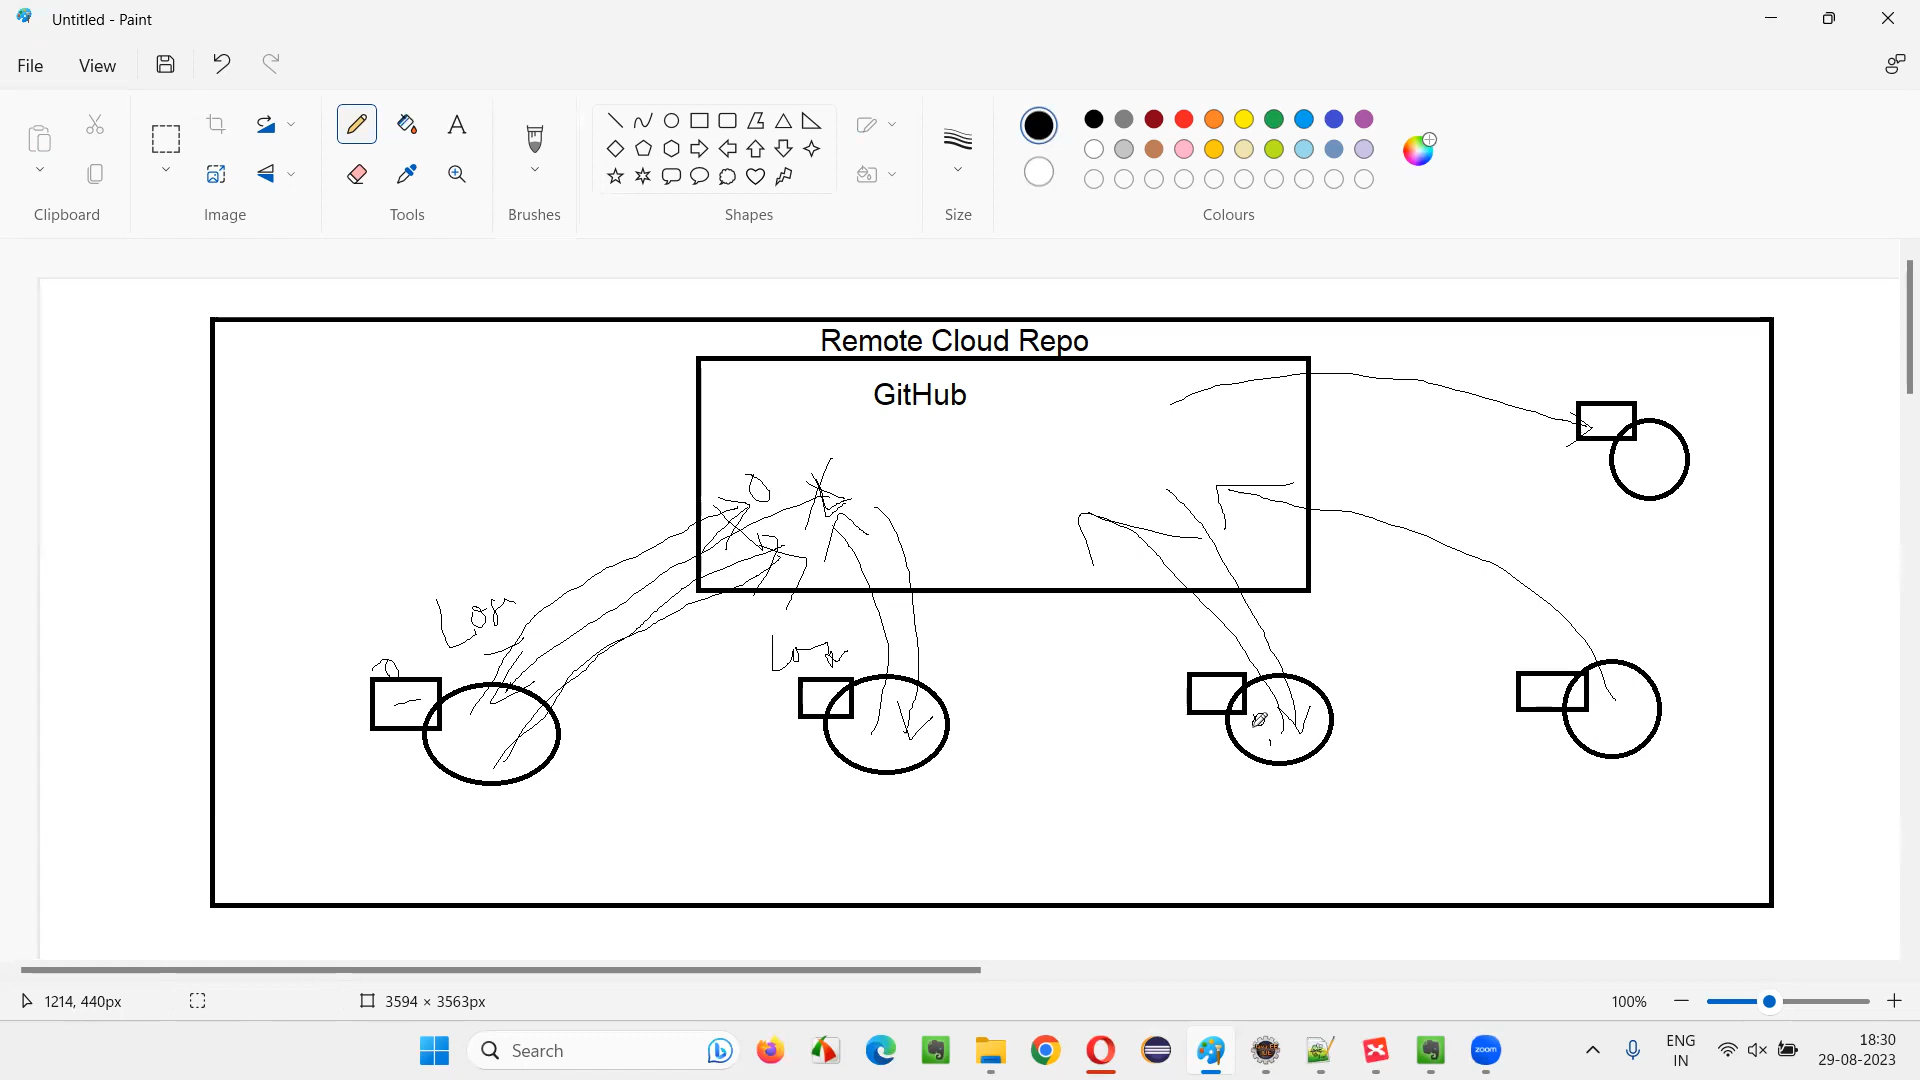 Untitled - Paint
File View
Clipboard
Image
Tools
Brushes
Shapes
Size
Colours
Remote Cloud Repo
GitHub
1214, 440px
3594 × 3563px
100%
Search
zoom
ENG
IN
18:30
29-08-2023